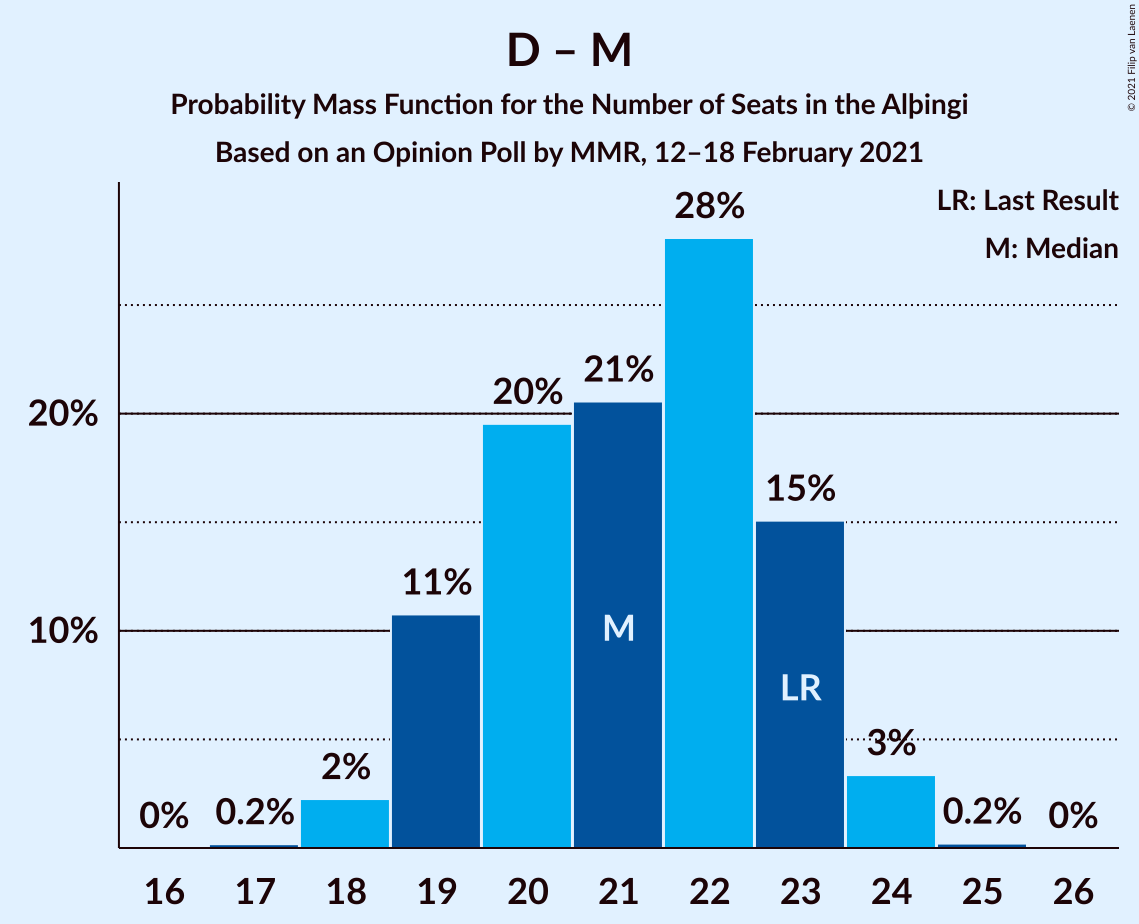 D – M
Probability Mass Function for the Number of Seats in the Alþingi
Based on an Opinion Poll by MMR, 12–18 February 2021
© 2021 Filip van Laenen
LR: Last Result
M: Median
28%
21%
20%
20%
15%
11%
10%
M
LR
3%
2%
0%
0.2%
0.2%
0%
16 17 18 19 20 21 22 23 24 25 26